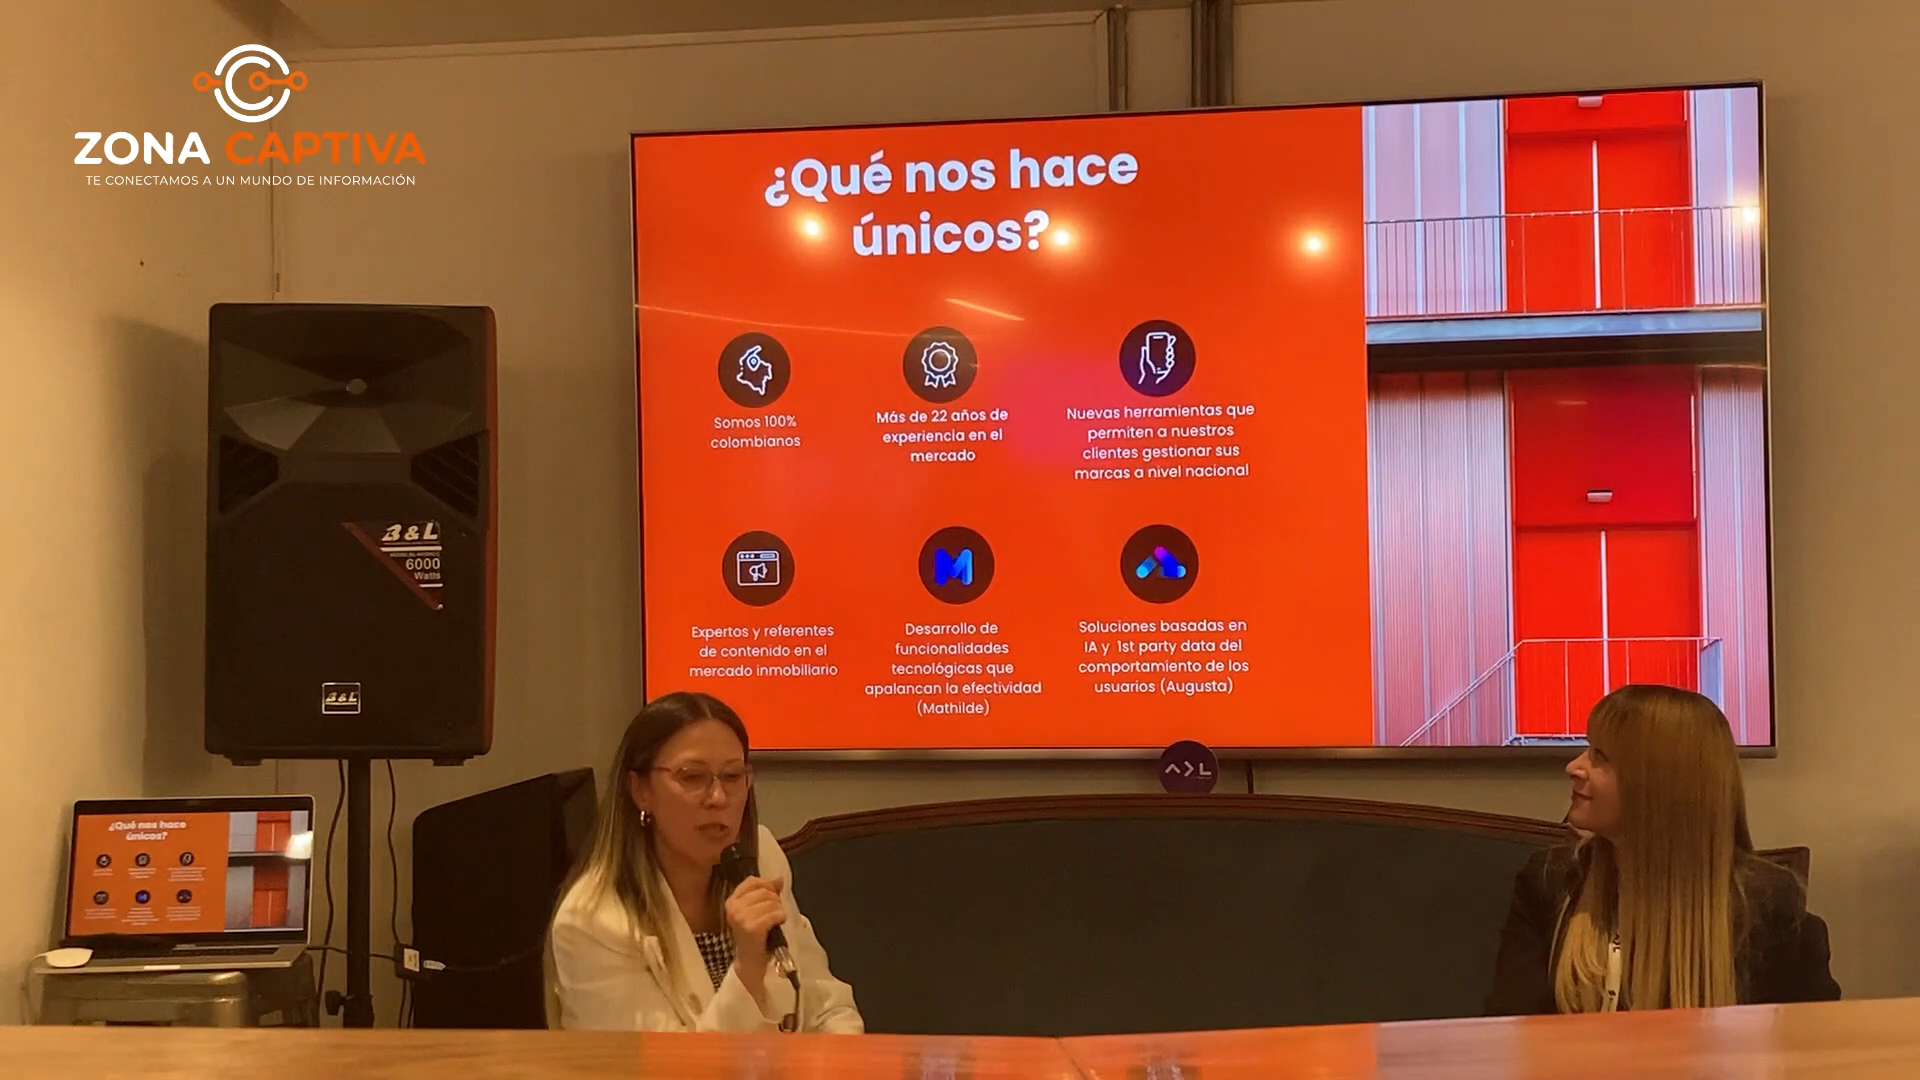 ZONA CAPTIVA
TE CONECTAMOS A UN MUNDO DE INFORMACIÓN
¿Qué nos hace
únicos?
Somos 100%
colombianos
Más de 22 años de
experiencia en el
mercado
Nuevas herramientas que
permiten a nuestros
clientes gestionar sus
marcas a nivel nacional
Expertos y referentes
de contenido en el
mercado inmobiliario
Desarrollo de
funcionalidades
tecnológicas que
apalancan la efectividad
(Mathilde)
Soluciones basadas en
IA y 1st party data del
comportamiento de los
usuarios (Augusta)
B&L
6000
Watts
B&L
¿Qué nos hace
únicos?